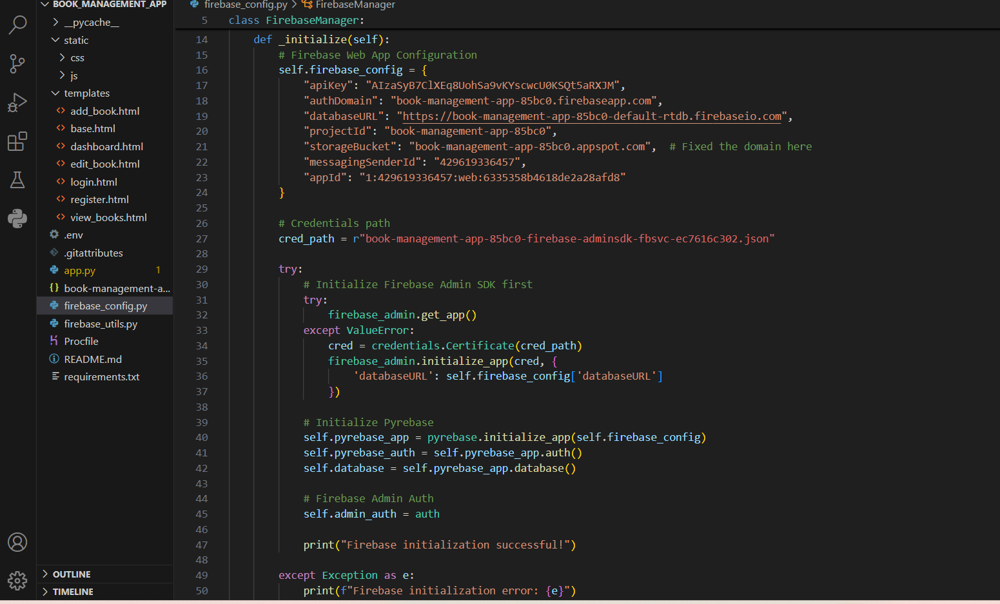 BOOK_MANAGEMENT_APP
__pycache__
static
css
js
templates
add_book.html
base.html
dashboard.html
edit_book.html
login.html
register.html
view_books.html
.env
.gitattributes
app.py 1
book-management-a...
firebase_config.py
firebase_utils.py
Procfile
README.md
requirements.txt
OUTLINE
TIMELINE
firebase_config.py > FirebaseManager
5 class FirebaseManager:
14 def _initialize(self):
15 # Firebase Web App Configuration
16 self.firebase_config = {
17 "apiKey": "AIzaSyB7ClXEq8UohSa9vKYscwcU0KSQt5aRXJM",
18 "authDomain": "book-management-app-85bc0.firebaseapp.com",
19 "databaseURL": "https://book-management-app-85bc0-default-rtdb.firebaseio.com",
20 "projectId": "book-management-app-85bc0",
21 "storageBucket": "book-management-app-85bc0.appspot.com",  # Fixed the domain here
22 "messagingSenderId": "429619336457",
23 "appId": "1:429619336457:web:6335358b4618de2a28afd8"
24 }
25
26 # Credentials path
27 cred_path = r"book-management-app-85bc0-firebase-adminsdk-fbsvc-ec7616c302.json"
28
29 try:
30 # Initialize Firebase Admin SDK first
31 try:
32 firebase_admin.get_app()
33 except ValueError:
34 cred = credentials.Certificate(cred_path)
35 firebase_admin.initialize_app(cred, {
36 'databaseURL': self.firebase_config['databaseURL']
37 })
38
39 # Initialize Pyrebase
40 self.pyrebase_app = pyrebase.initialize_app(self.firebase_config)
41 self.pyrebase_auth = self.pyrebase_app.auth()
42 self.database = self.pyrebase_app.database()
43
44 # Firebase Admin Auth
45 self.admin_auth = auth
46
47 print("Firebase initialization successful!")
48
49 except Exception as e:
50 print(f"Firebase initialization error: {e}")